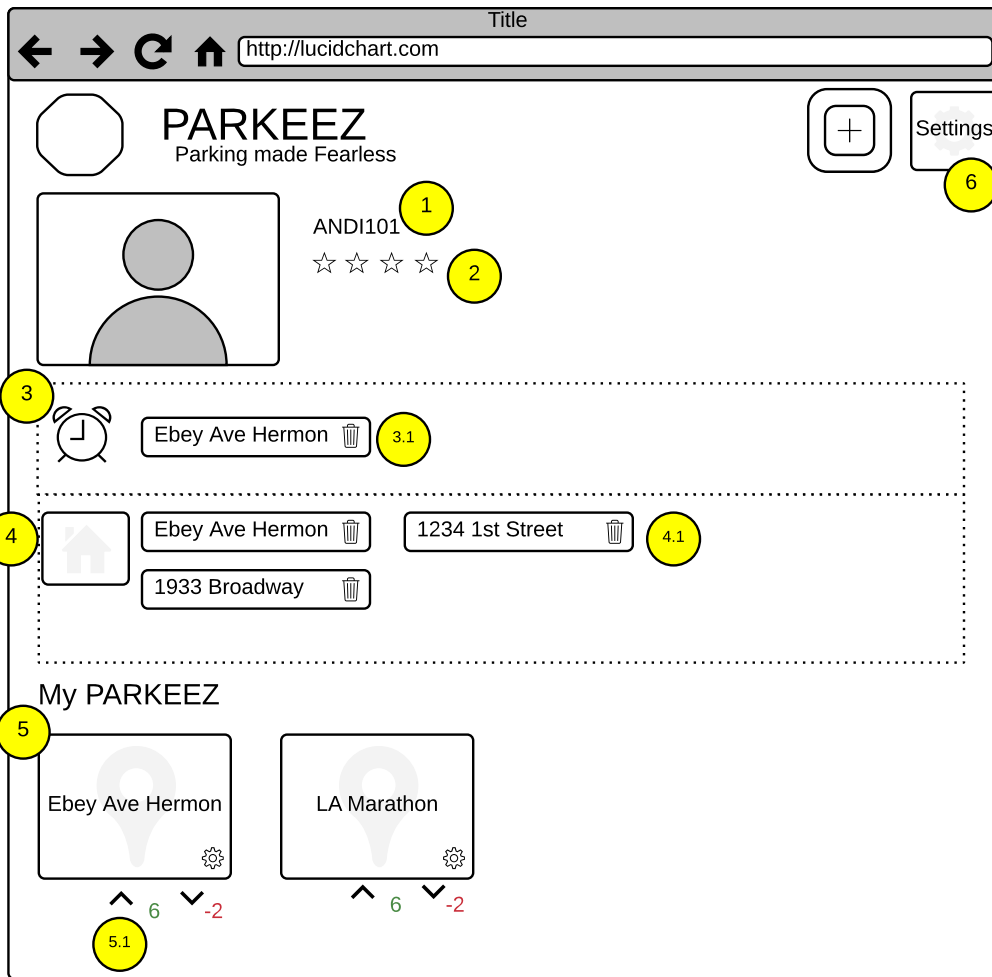 Title
http://lucidchart.com
PARKEEZ
Parking made Fearless
Settings
6
1
ANDI101
2
3
Ebey Ave Hermon
3.1
4
Ebey Ave Hermon
1234 1st Street
4.1
1933 Broadway
My PARKEEZ
5
Ebey Ave Hermon
LA Marathon
6 -2
6 -2
5.1